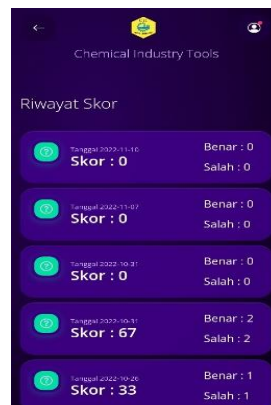 Chemical Industry Tools
Riwayat Skor
Tanggal 2022-11-10
Skor : 0
Benar : 0
Salah : 0
Tanggal 2022-11-07
Skor : 0
Benar : 0
Salah : 0
Tanggal 2022-10-31
Skor : 0
Benar : 0
Salah : 0
Tanggal 2022-10-31
Skor : 67
Benar : 2
Salah : 2
Tanggal 2022-10-26
Skor : 33
Benar : 1
Salah : 1